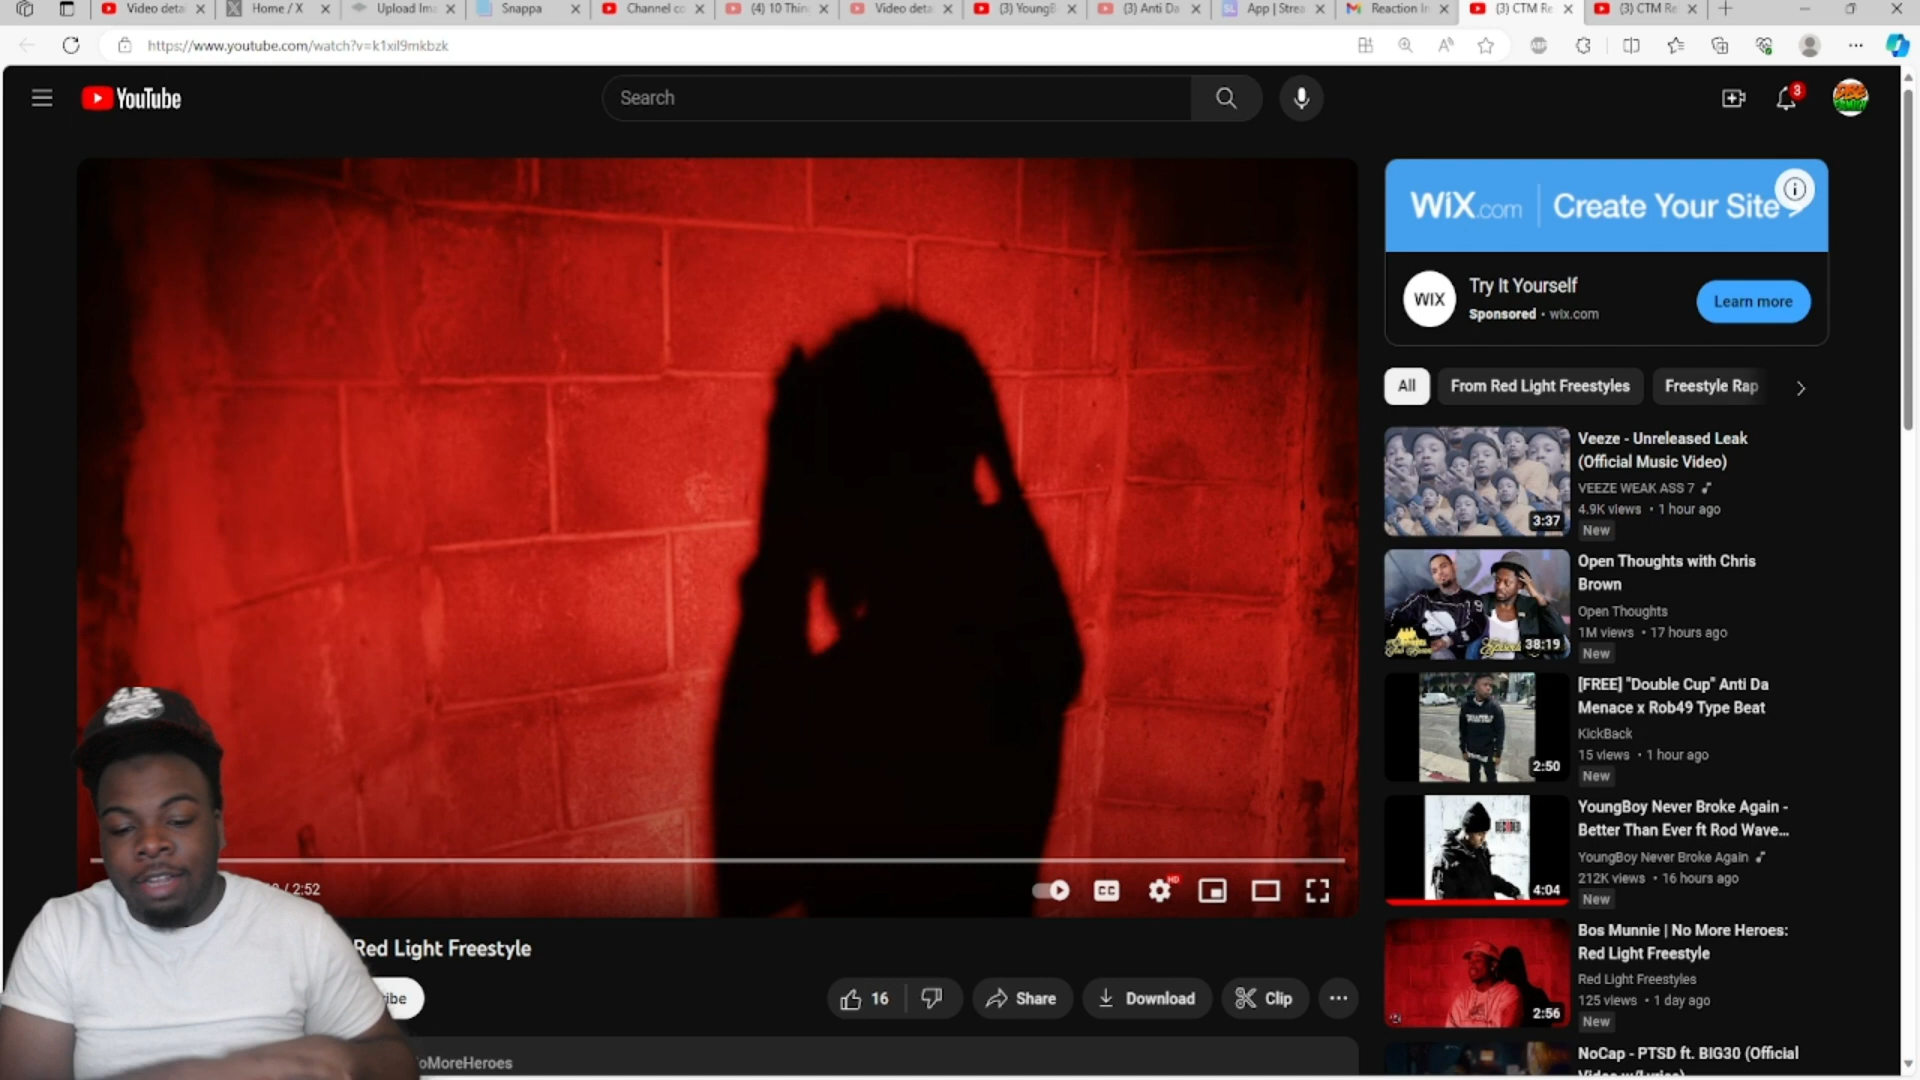 Video deta
Home / X
Upload Ima
Snappa
Channel co
(4) 10 Thin
Video deta
(3) YoungB
(3) Anti Da
App | Strea
Reaction In
(3) CTM Re
(3) CTM Re
https://www.youtube.com/watch?v=k1xil9mkbzk
YouTube
Search
3
WiX.com | Create Your Site
WIX
Try It Yourself
Sponsored • wix.com
Learn more
All
From Red Light Freestyles
Freestyle Rap
Veeze - Unreleased Leak
(Official Music Video)
VEEZE WEAK ASS 7
4.9K views • 1 hour ago
New
3:37
Open Thoughts with Chris
Brown
Open Thoughts
1M views • 17 hours ago
New
38:19
[FREE] "Double Cup" Anti Da
Menace x Rob49 Type Beat
KickBack
15 views • 1 hour ago
New
2:50
YoungBoy Never Broke Again -
Better Than Ever ft Rod Wave...
YoungBoy Never Broke Again
212K views • 16 hours ago
New
4:04
Bos Munnie | No More Heroes:
Red Light Freestyle
Red Light Freestyles
125 views • 1 day ago
New
2:56
NoCap - PTSD ft. BIG30 (Official
/ 2:52
CC
HD
Red Light Freestyle
ibe
16
Share
Download
Clip
oMoreHeroes